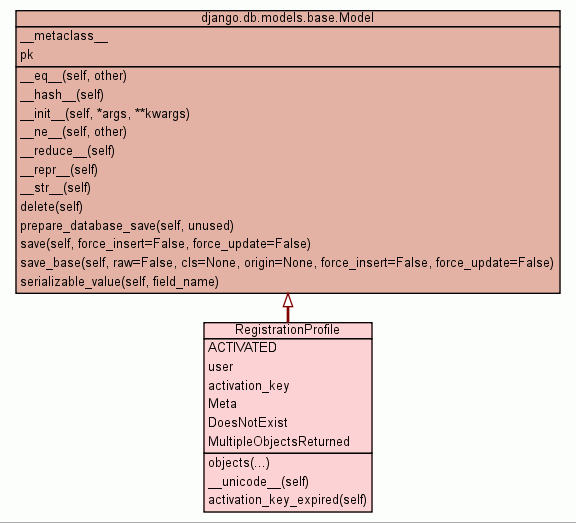 django.db.models.base.Model
__metaclass__
pk
__eq__(self, other)
__hash__(self)
__init__(self, *args, **kwargs)
__ne__(self, other)
__reduce__(self)
__repr__(self)
__str__(self)
delete(self)
prepare_database_save(self, unused)
save(self, force_insert=False, force_update=False)
save_base(self, raw=False, cls=None, origin=None, force_insert=False, force_update=False)
serializable_value(self, field_name)
RegistrationProfile
ACTIVATED
user
activation_key
Meta
DoesNotExist
MultipleObjectsReturned
objects(...)
__unicode__(self)
activation_key_expired(self)